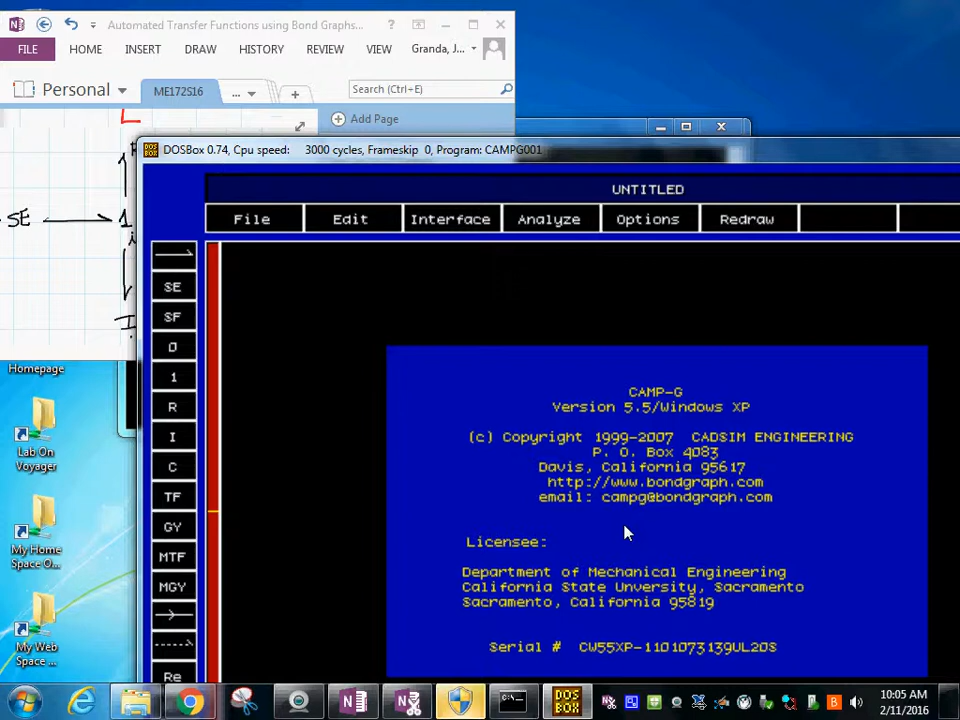 Automated Transfer Functions using Bond Graphs...
?
FILE
HOME
INSERT
DRAW
HISTORY
REVIEW
VIEW
Granda, J...
Personal
ME172S16
...
Search (Ctrl+E)
Add Page
SE
1
DOSBox 0.74, Cpu speed: 3000 cycles, Frameskip 0, Program: CAMPG001
UNTITLED
File Edit Interface Analyze Options Redraw
SE
SF
0
1
R
I
C
TF
GY
MTF
MGY
Re
CAMP-G
Version 5.5/Windows XP
(c) Copyright 1999-2007 CADSIM ENGINEERING
P. O. Box 4083
Davis, California 95617
http://www.bondgraph.com
email: campg@bondgraph.com
Licensee:
Department of Mechanical Engineering
California State Unversity, Sacramento
Sacramento, California 95819
Serial # CW55XP-1101073139UL20S
Homepage
Lab On
Voyager
My Home
Space O...
My Web
Space ...
DOS
BOX
10:05 AM
2/11/2016